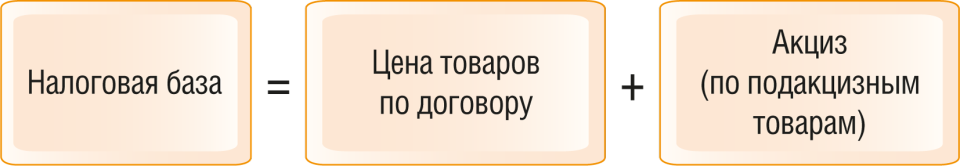 Налоговая база
=
Цена товаров
по договору
+
Акциз
(по подакцизным
товарам)